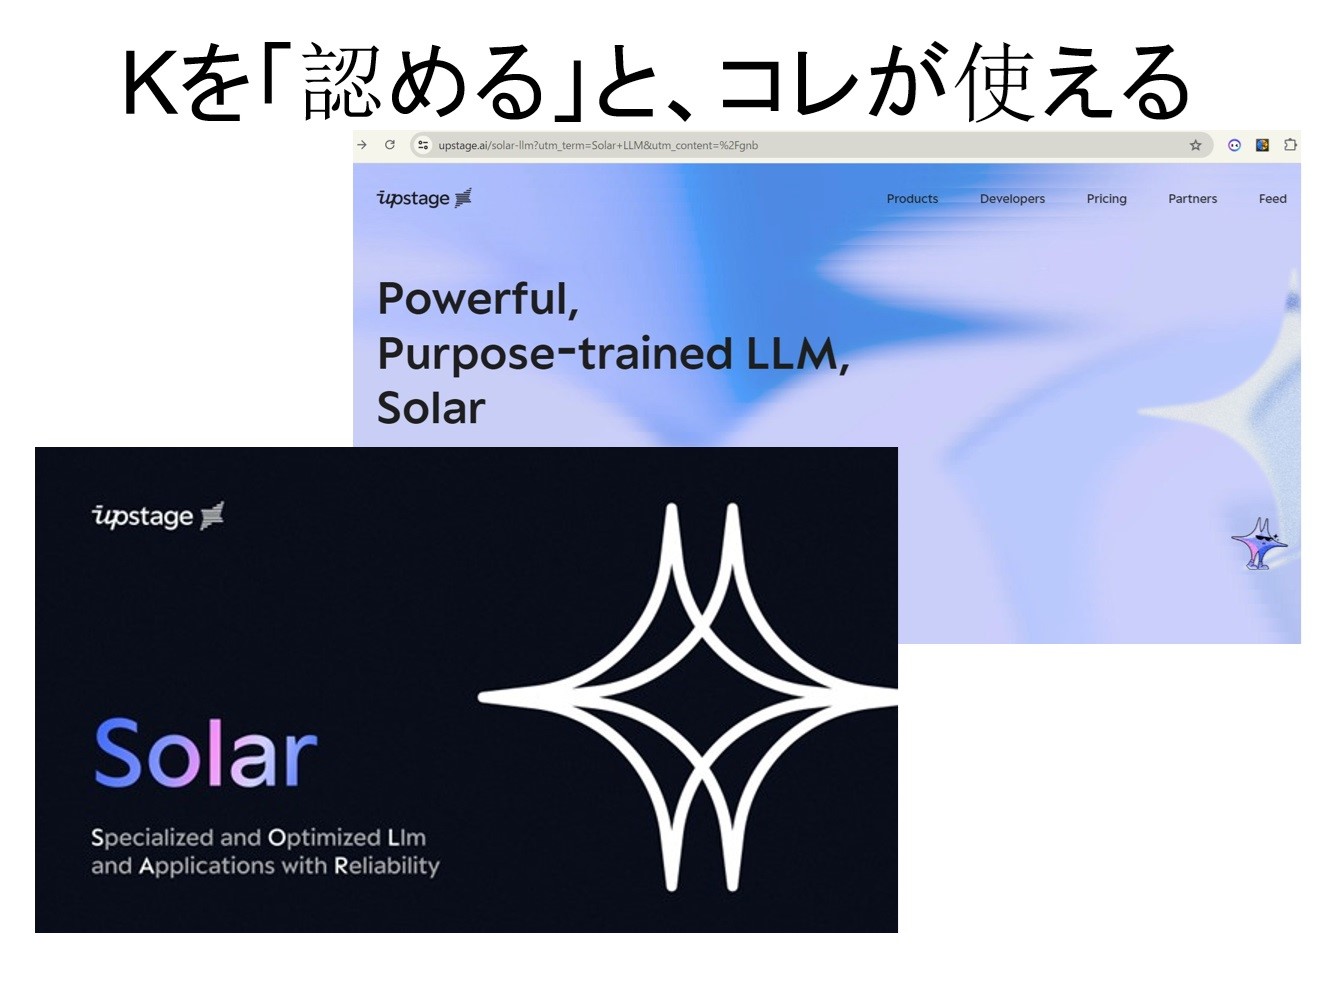 Kを「認める」と、コレが使える
upstage.ai/solar-llm?utm_term=Solar+LLM&utm_content=%2Fgnb
upstage
Products Developers Pricing Partners Feed
Powerful,
Purpose-trained LLM,
Solar
upstage
Solar
Specialized and Optimized Llm
and Applications with Reliability